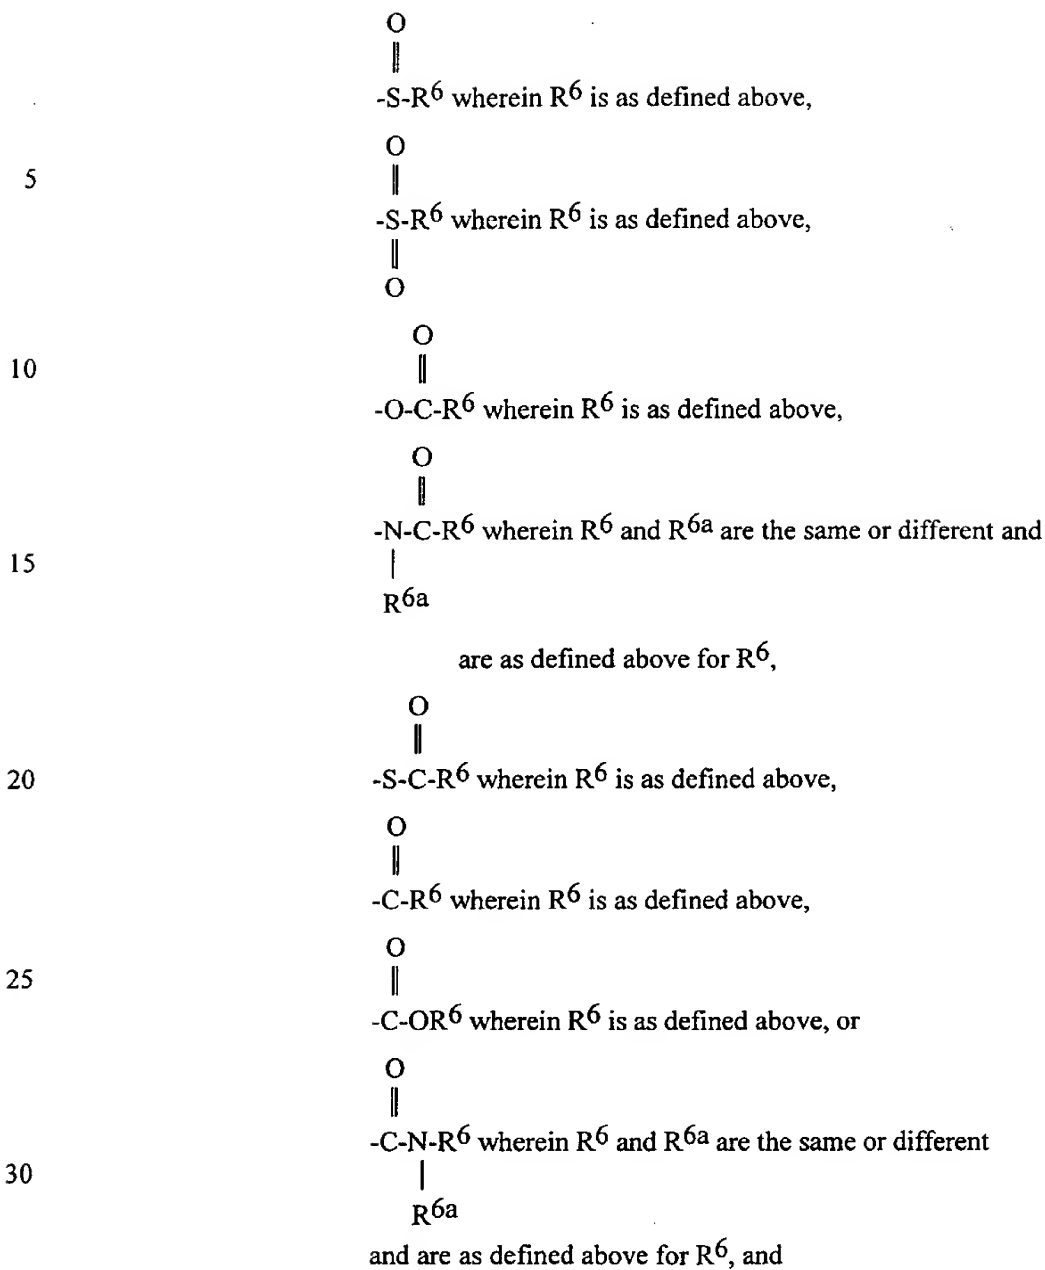 O
||
-S-R6 wherein R6 is as defined above,
O
5 ||
-S-R6 wherein R6 is as defined above,
||
O
O
10 ||
-O-C-R6 wherein R6 is as defined above,
O
||
-N-C-R6 wherein R6 and R6a are the same or different and
15 |
R6a
are as defined above for R6,
O
||
20 -S-C-R6 wherein R6 is as defined above,
O
||
-C-R6 wherein R6 is as defined above,
O
25 ||
-C-OR6 wherein R6 is as defined above, or
O
||
-C-N-R6 wherein R6 and R6a are the same or different
30 |
R6a
and are as defined above for R6, and